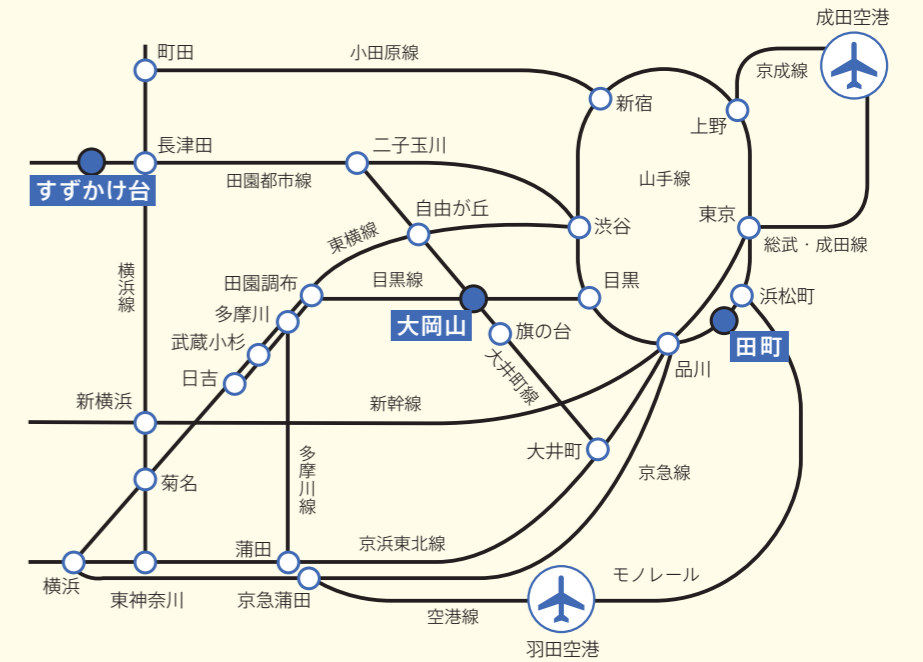 成田空港
町田
小田原線
京成線
新宿
上野
長津田
二子玉川
すずかけ台
田園都市線
山手線
自由が丘
東京
東横線
渋谷
総武・成田線
横浜線
田園調布
目黒線
目黒
浜松町
多摩川
大岡山
旗の台
武蔵小杉
田町
大井町線
品川
日吉
新横浜
新幹線
菊名
多摩川線
大井町
京急線
蒲田
京浜東北線
横浜
東神奈川
京急蒲田
モノレール
空港線
羽田空港